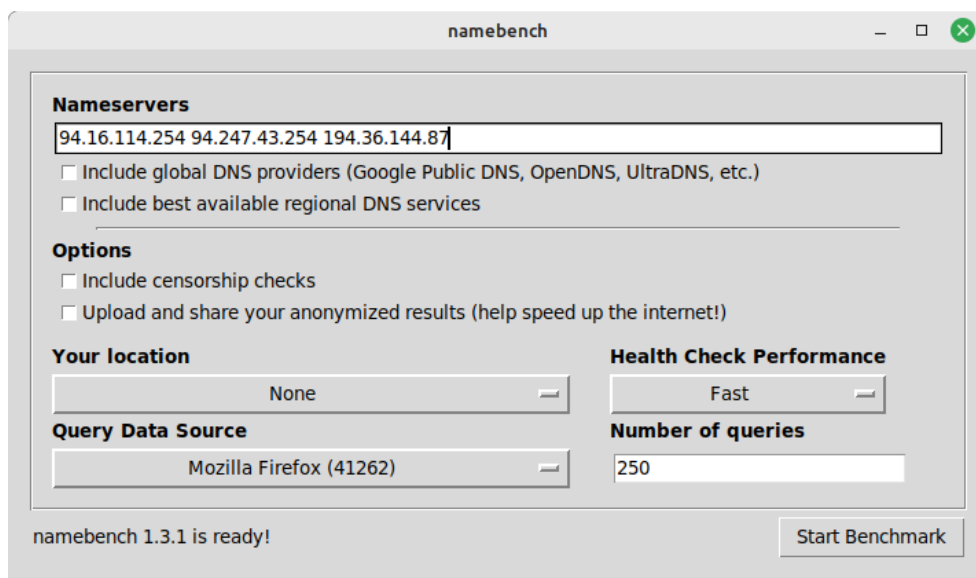 namebench
Nameservers
94.16.114.254 94.247.43.254 194.36.144.87
Include global DNS providers (Google Public DNS, OpenDNS, UltraDNS, etc.)
Include best available regional DNS services
Options
Include censorship checks
Upload and share your anonymized results (help speed up the internet!)
Your location
Health Check Performance
None
Fast
Query Data Source
Number of queries
Mozilla Firefox (41262)
250
namebench 1.3.1 is ready!
Start Benchmark